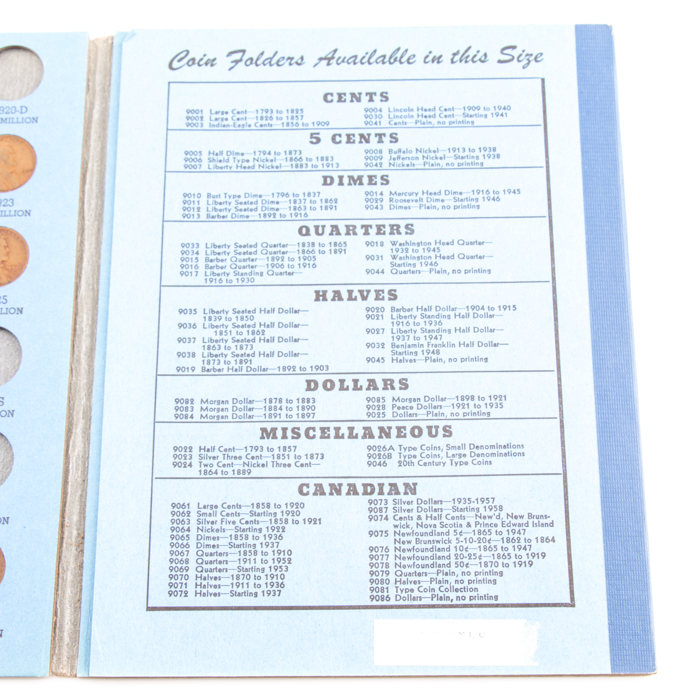 920-D
MILLION
923
ILLION
25
ION
S
ON
N
N
Coin Folders Available in this Size
CENTS
9001 Large Cent—1793 to 1825
9002 Large Cent—1826 to 1857
9003 Indian-Eagle Cents—1856 to 1909
9004 Lincoln Head Cent—1909 to 1940
9030 Lincoln Head Cent—Starting 1941
9041 Cents—Plain, no printing
5 CENTS
9005 Half Dime—1794 to 1873
9006 Shield Type Nickel—1866 to 1883
9007 Liberty Head Nickel—1883 to 1913
9008 Buffalo Nickel—1913 to 1938
9009 Jefferson Nickel—Starting 1938
9042 Nickels—Plain, no printing
DIMES
9010 Bust Type Dime—1796 to 1837
9011 Liberty Seated Dime—1837 to 1862
9012 Liberty Seated Dime—1863 to 1891
9013 Barber Dime—1892 to 1916
9014 Mercury Head Dime—1916 to 1945
9029 Roosevelt Dime—Starting 1946
9043 Dimes—Plain, no printing
QUARTERS
9033 Liberty Seated Quarter—1838 to 1865
9034 Liberty Seated Quarter—1866 to 1891
9015 Barber Quarter—1892 to 1905
9016 Barber Quarter—1906 to 1916
9017 Liberty Standing Quarter—
1916 to 1930
9018 Washington Head Quarter—
1932 to 1945
9031 Washington Head Quarter—
Starting 1946
9044 Quarters—Plain, no printing
HALVES
9035 Liberty Seated Half Dollar—
1839 to 1850
9036 Liberty Seated Half Dollar—
1851 to 1862
9037 Liberty Seated Half Dollar—
1863 to 1873
9038 Liberty Seated Half Dollar—
1873 to 1891
9019 Barber Half Dollar—1892 to 1903
9020 Barber Half Dollar—1904 to 1915
9021 Liberty Standing Half Dollar—
1916 to 1936
9027 Liberty Standing Half Dollar—
1937 to 1947
9032 Benjamin Franklin Half Dollar—
Starting 1948
9045 Halves—Plain, no printing
DOLLARS
9082 Morgan Dollar—1878 to 1883
9083 Morgan Dollar—1884 to 1890
9084 Morgan Dollar—1891 to 1897
9085 Morgan Dollar—1898 to 1921
9028 Peace Dollar—1921 to 1935
9025 Dollars—Plain, no printing
MISCELLANEOUS
9022 Half Cent—1793 to 1857
9023 Silver Three Cent—1851 to 1873
9024 Two Cent—Nickel Three Cent—
1864 to 1889
9026A Type Coins, Small Denominations
9026B Type Coins, Large Denominations
9046 20th Century Type Coins
CANADIAN
9061 Large Cents—1858 to 1920
9062 Small Cents—Starting 1920
9063 Silver Five Cents—1858 to 1921
9064 Nickels—Starting 1922
9065 Dimes—1858 to 1936
9066 Dimes—Starting 1937
9067 Quarters—1858 to 1910
9068 Quarters—1911 to 1952
9069 Quarters—Starting 1953
9070 Halves—1870 to 1910
9071 Halves—1911 to 1936
9072 Halves—Starting 1937
9073 Silver Dollars—1935-1957
9087 Silver Dollars—Starting 1958
9074 Cents & Half Cents—New'd, New Bruns-
wick, Nova Scotia & Prince Edward Island
9075 Newfoundland 5¢—1865 to 1947
New Brunswick 5-10-20¢—1862 to 1864
9076 Newfoundland 10¢—1865 to 1947
9077 Newfoundland 20-25¢—1865 to 1919
9078 Newfoundland 50¢—1870 to 1919
9079 Quarters—Plain, no printing
9080 Halves—Plain, no printing
9081 Type Coin Collection
9086 Dollars—Plain, no printing